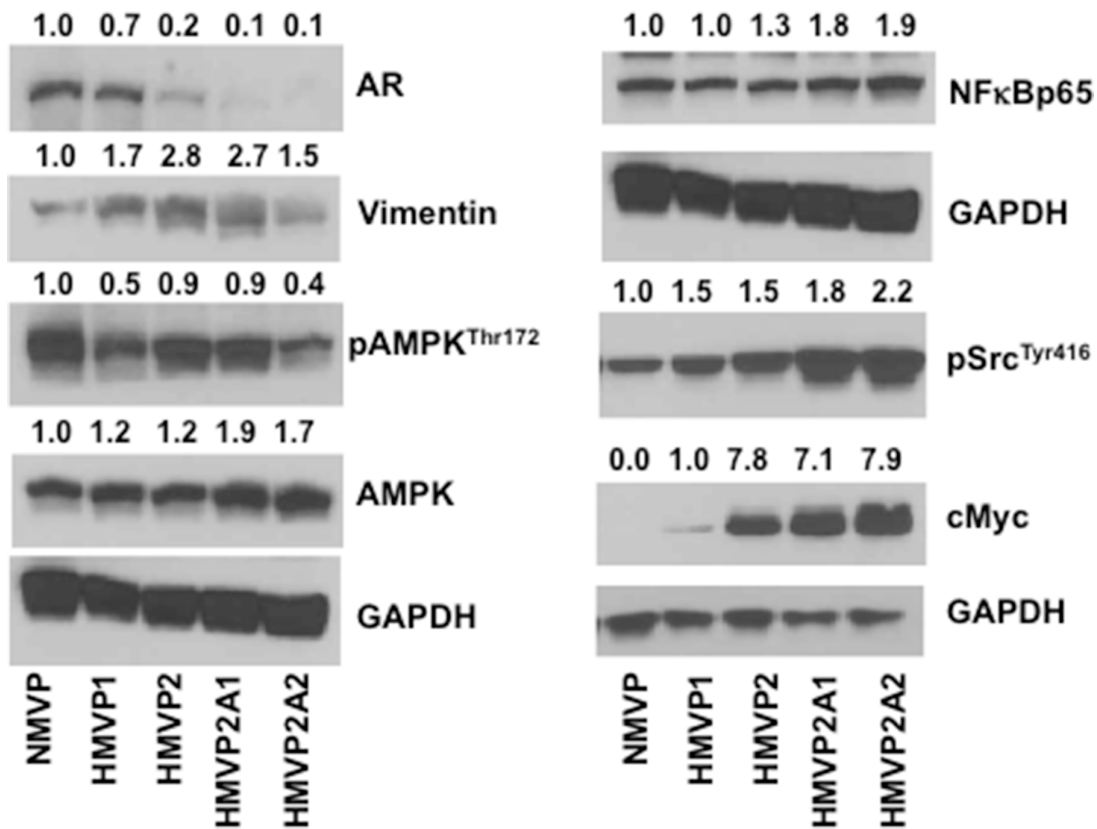 1.0 0.7 0.2 0.1 0.1
AR
1.0 1.7 2.8 2.7 1.5
Vimentin
1.0 0.5 0.9 0.9 0.4
pAMPKThr172
1.0 1.2 1.2 1.9 1.7
AMPK
GAPDH
NMVP
HMVP1
HMVP2
HMVP2A1
HMVP2A2
1.0 1.0 1.3 1.8 1.9
NFκBp65
GAPDH
1.0 1.5 1.5 1.8 2.2
pSrcTyr416
0.0 1.0 7.8 7.1 7.9
cMyc
GAPDH
NMVP
HMVP1
HMVP2
HMVP2A1
HMVP2A2